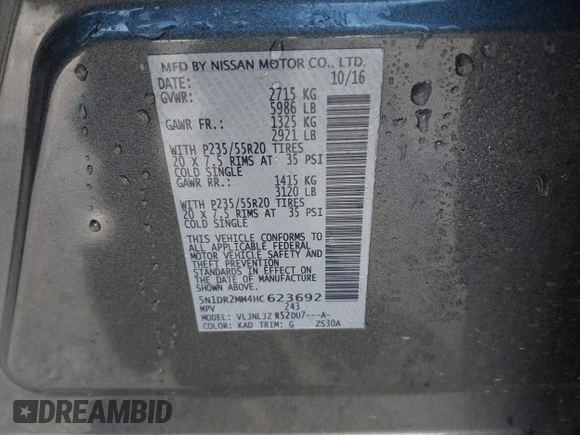 MFD BY NISSAN MOTOR CO., LTD.
DATE: 10/16
GVWR: 2715 KG
5986 LB
GAWR FR.: 1325 KG
2921 LB
WITH P235/55R20 TIRES
20 X 7.5 RIMS AT 35 PSI
COLD SINGLE
GAWR RR.: 1415 KG
3120 LB
WITH P235/55R20 TIRES
20 X 7.5 RIMS AT 35 PSI
COLD SINGLE
THIS VEHICLE CONFORMS TO
ALL APPLICABLE FEDERAL
MOTOR VEHICLE SAFETY AND
THEFT PREVENTION
STANDARDS IN EFFECT ON
THE DATE OF MANUFACTURE
SHOWN ABOVE.
5N1DR2MM4HC623692
MPV 243
MODEL: VLJNLJZ R52DU7---A-
COLOR: KAD TRIM: G ZS30A
DREAMBID